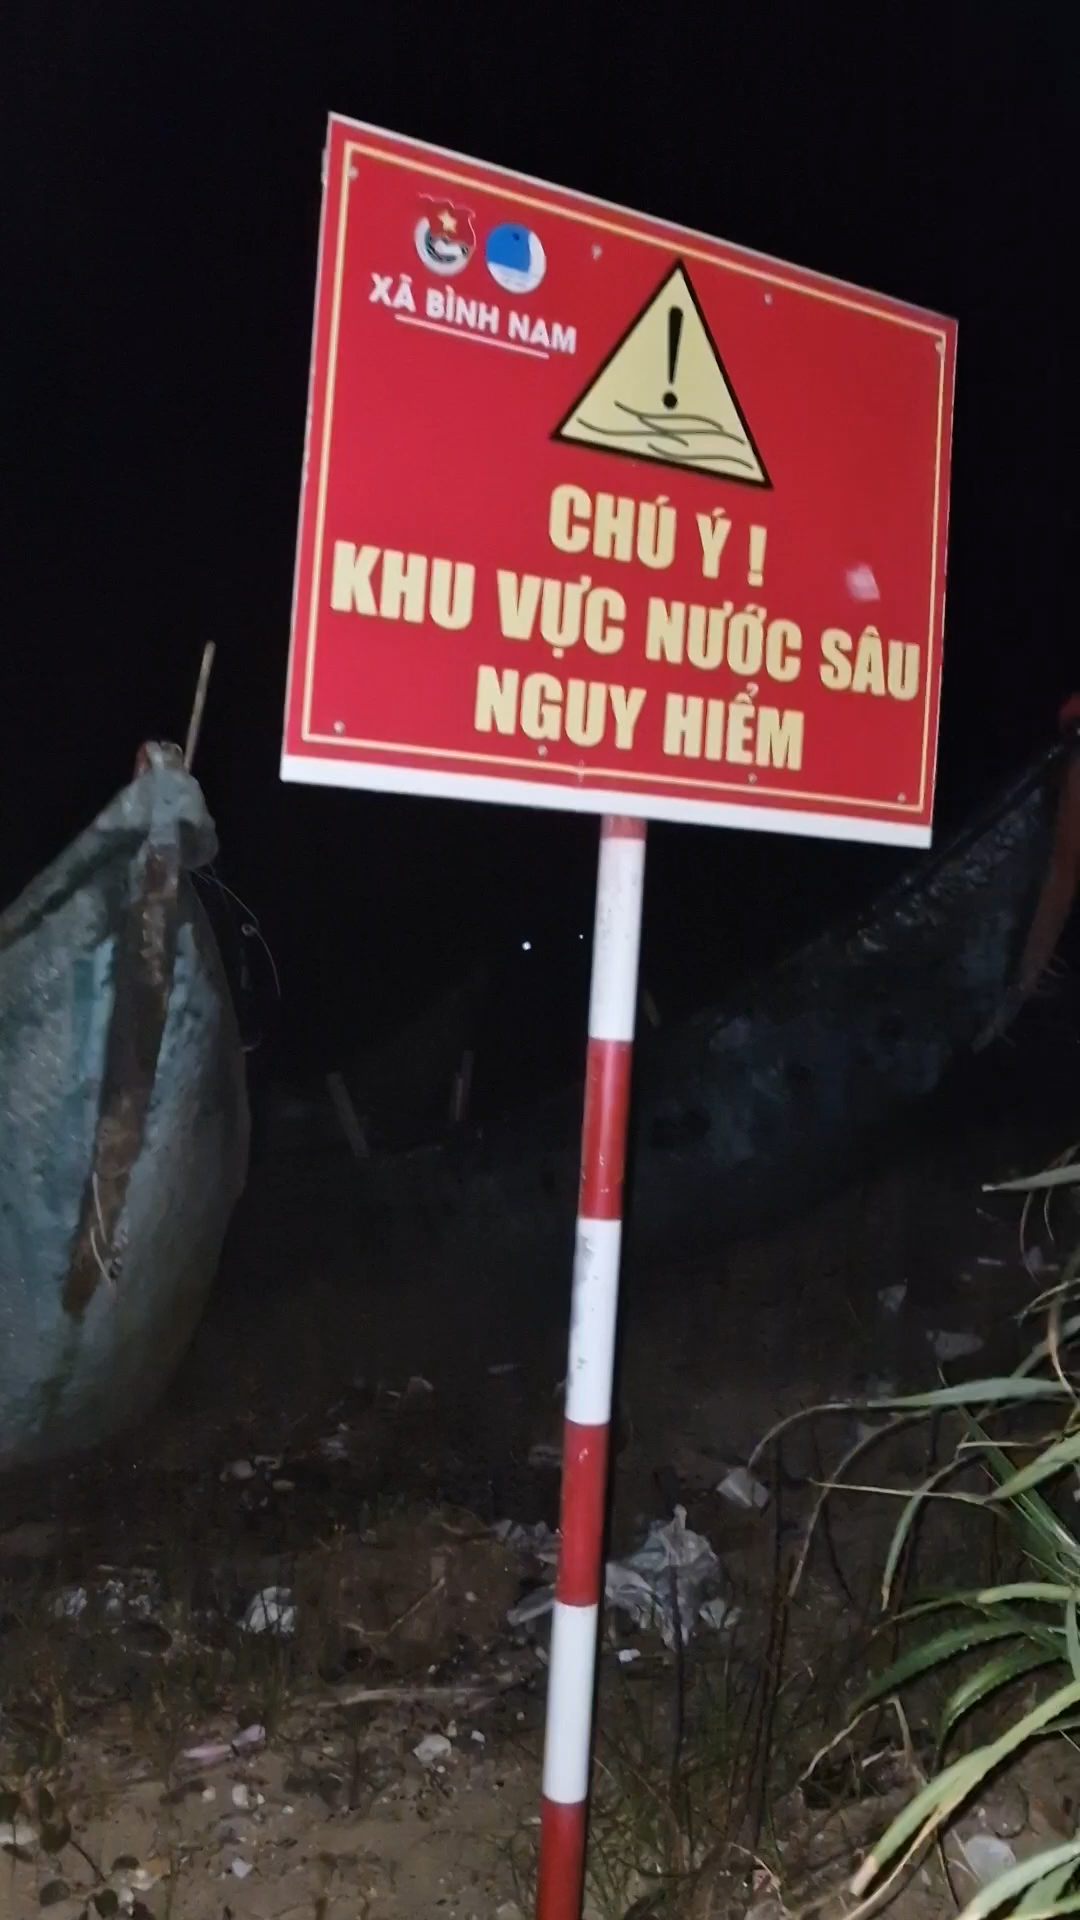 XÃ BÌNH NAM
CHÚ Ý !
KHU VỰC NƯỚC SÂU
NGUY HIỂM